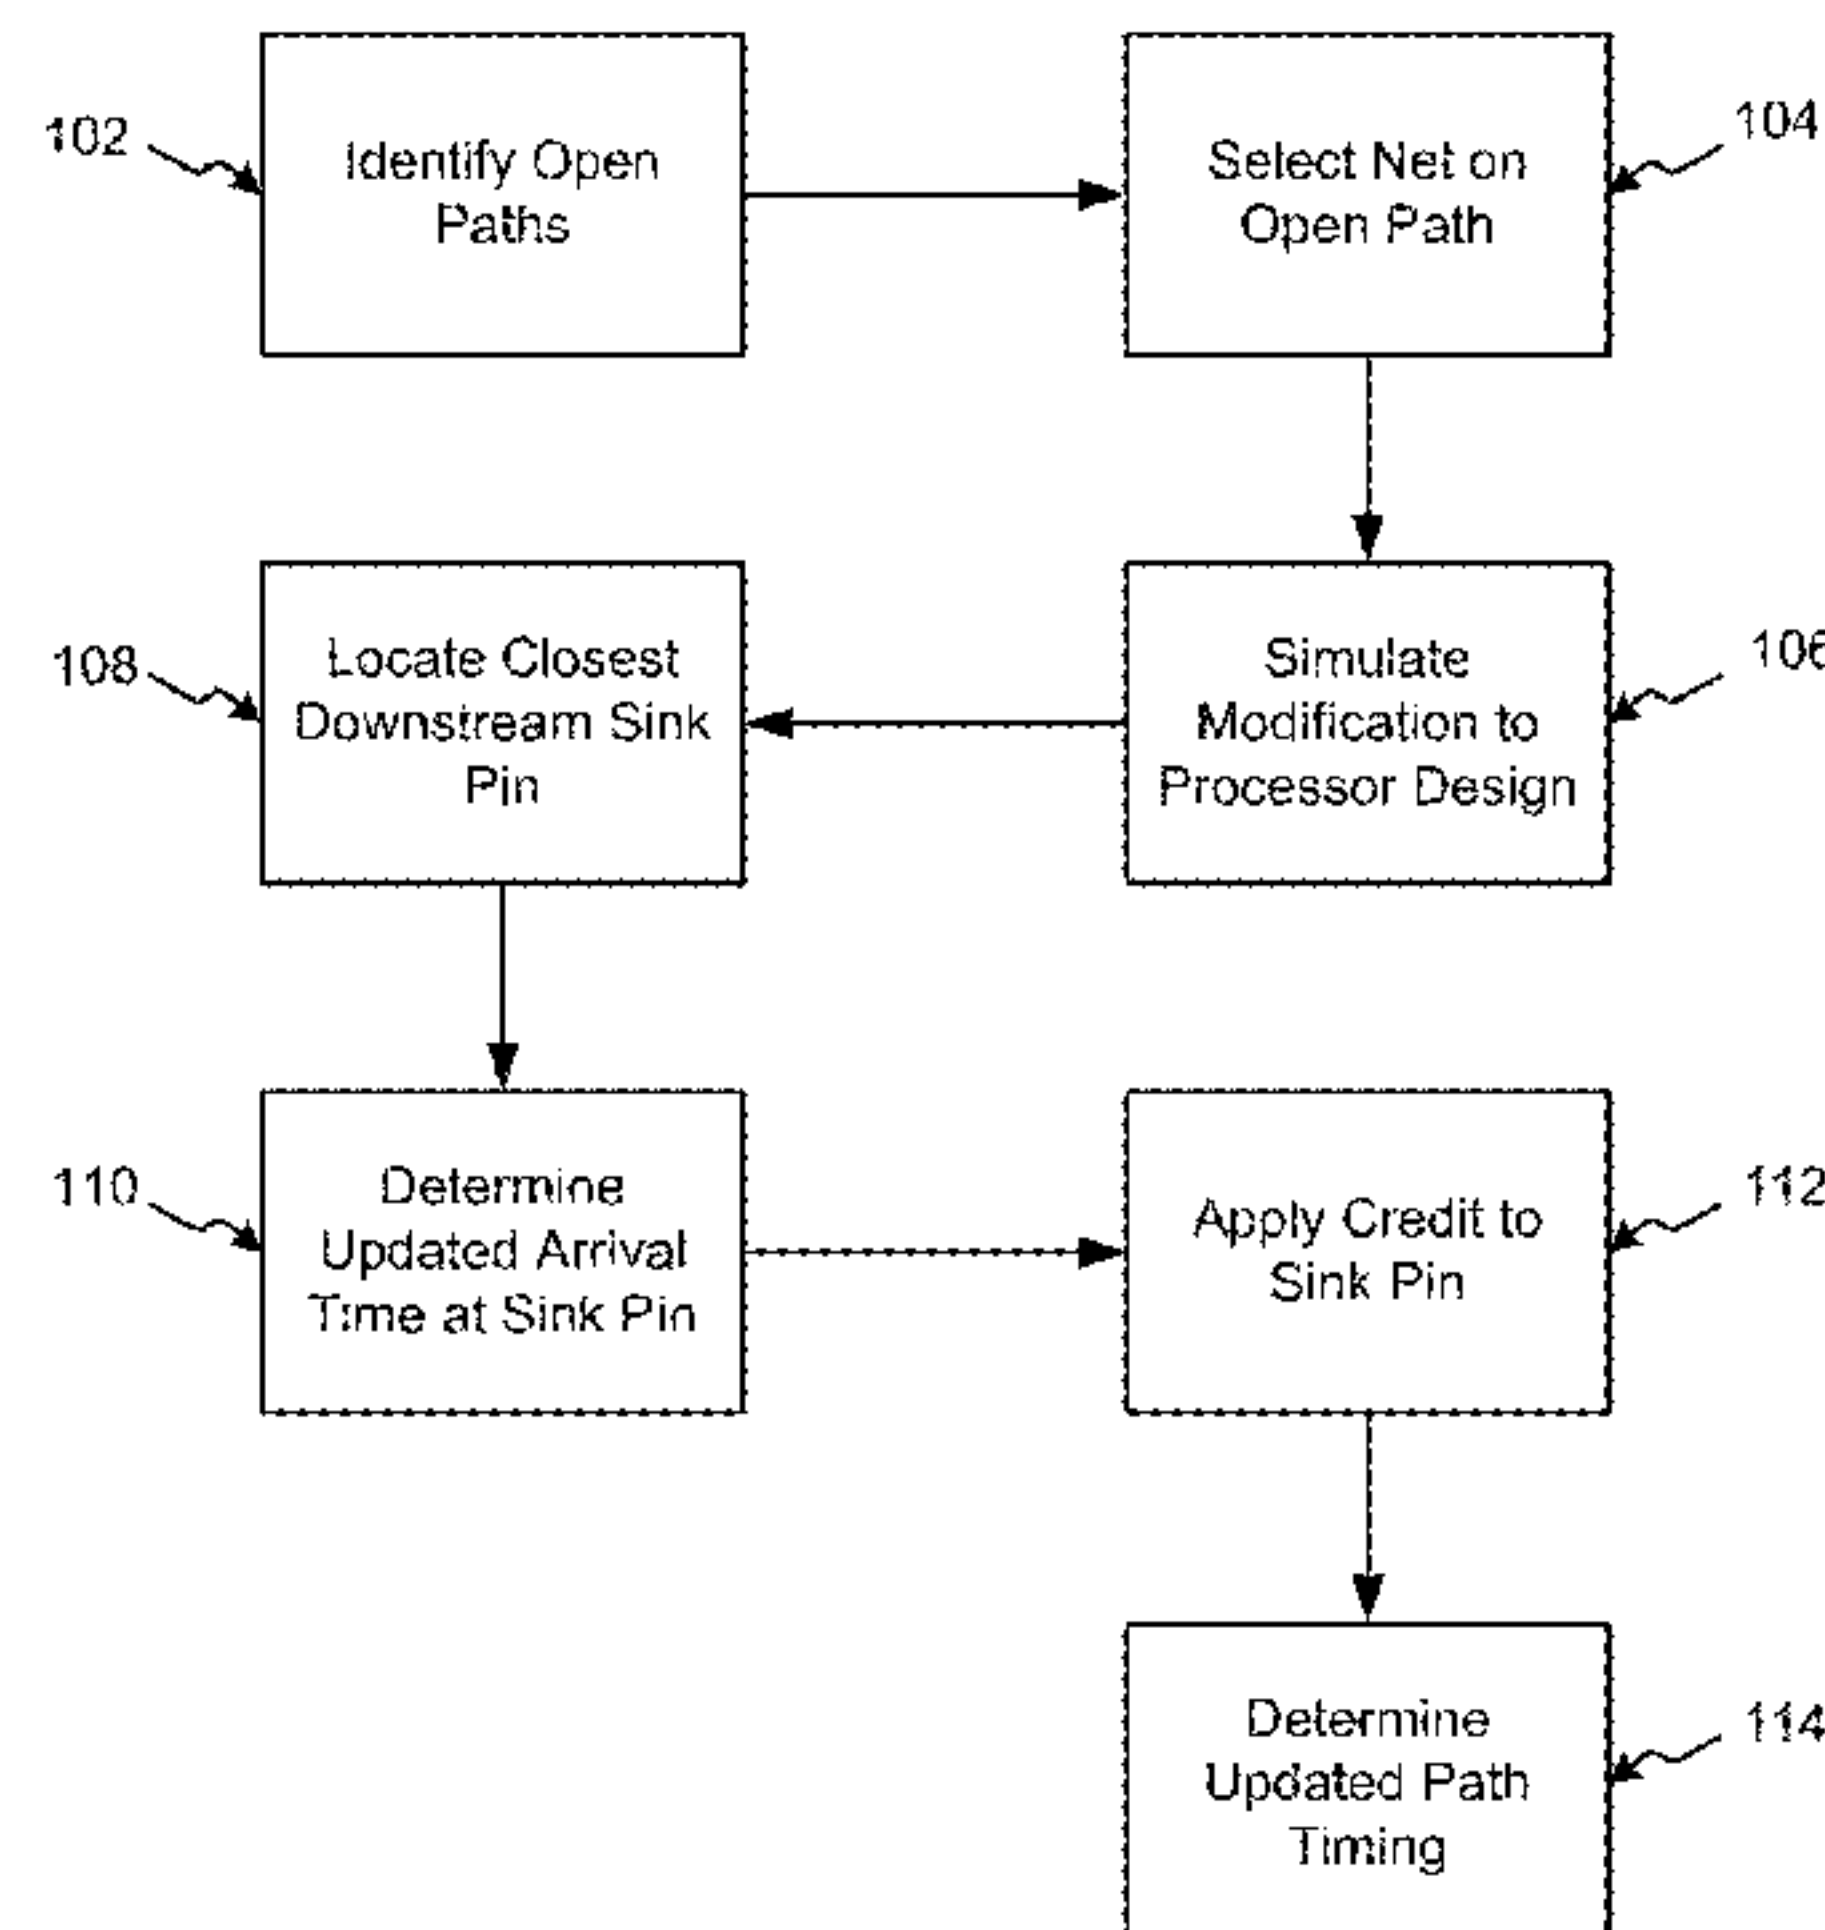 102
Identify Open
Paths
104
Select Net on
Open Path
106
Simulate
Modification to
Processor Design
108
Locate Closest
Downstream Sink
Pin
110
Determine
Updated Arrival
Time at Sink Pin
112
Apply Credit to
Sink Pin
114
Determine
Updated Path
Timing